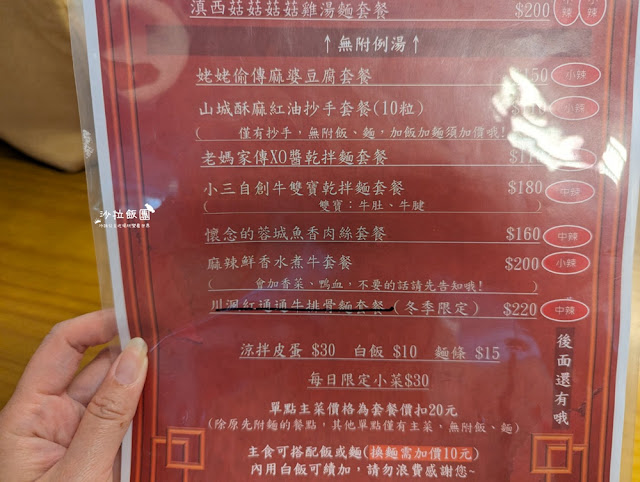 滇西菇菇菇菇雞湯麵套餐 $200 小辣
↑無附例湯↑
姥姥偷傳麻婆豆腐套餐 150 小辣
山城酥麻紅油抄手套餐(10粒)
( 僅有抄手,無附飯、麵,加飯加麵須加價哦!
老媽家傳XO醬乾拌麵套餐 小辣
小三自創牛雙寶乾拌麵套餐 $180 中辣
( 雙寶:牛肚、牛腱 )
懷念的蓉城魚香肉絲套餐 $160 中辣
麻辣鮮香水煮牛套餐 $200 小辣
( 會加香菜、鴨血,不要的話請先告知哦! )
川溷紅通通牛排骨麵套餐(冬季限定) $220 中辣
涼拌皮蛋 $30 白飯 $10 麵條 $15
每日限定小菜$30
後面還有哦
單點主菜價格為套餐價扣20元
(除原先附麵的餐點,其他單點僅有主菜,無附飯、麵)
主食可搭配飯或麵(換麵需加價10元)
內用白飯可續加,請勿浪費感謝您~
沙拉飯團